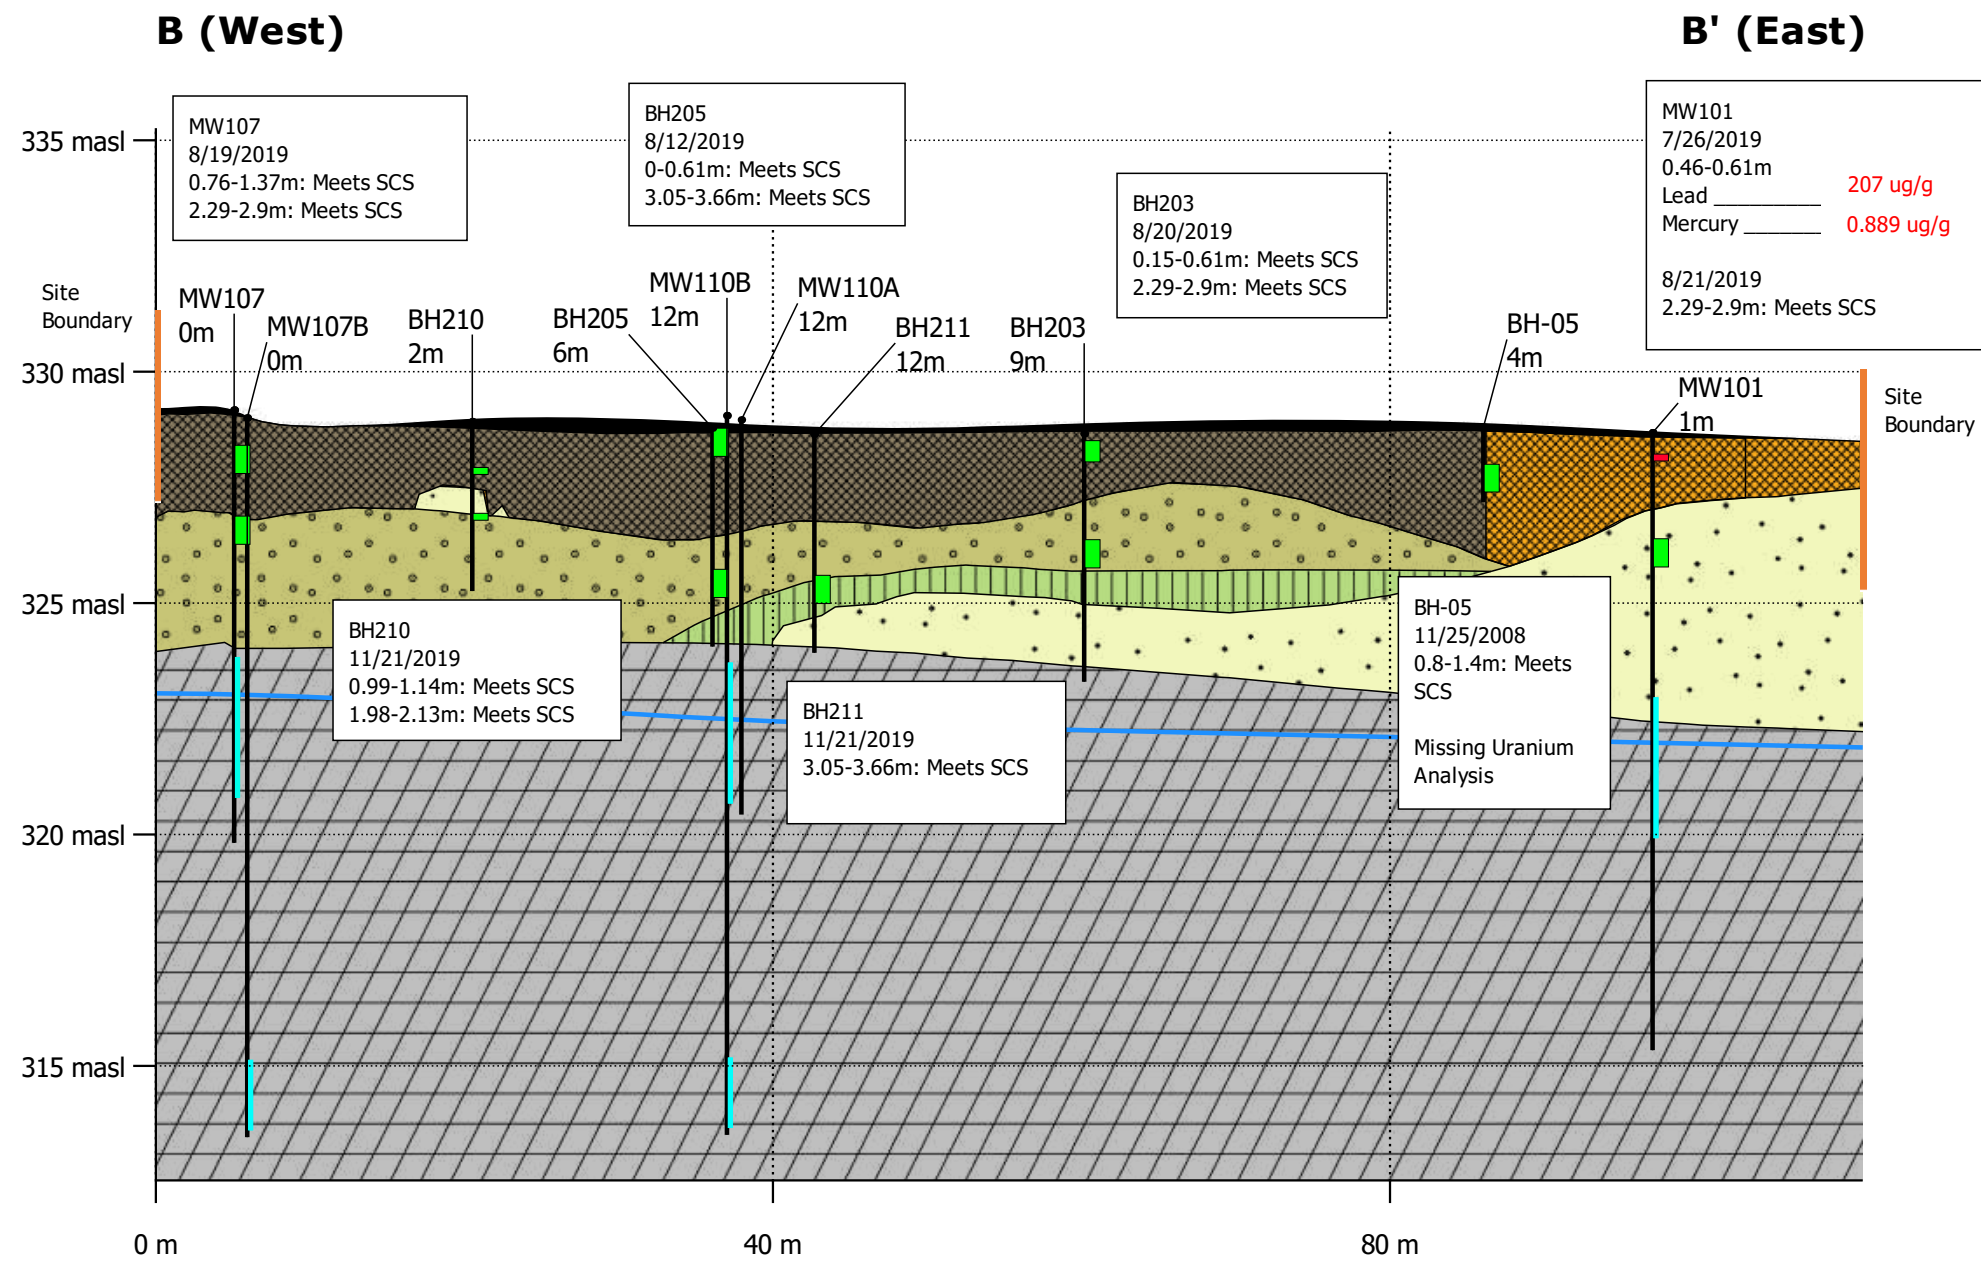 B (West)
B' (East)
335 masl
330 masl
325 masl
320 masl
315 masl
MW107
8/19/2019
0.76-1.37m: Meets SCS
2.29-2.9m: Meets SCS
BH205
8/12/2019
0-0.61m: Meets SCS
3.05-3.66m: Meets SCS
BH203
8/20/2019
0.15-0.61m: Meets SCS
2.29-2.9m: Meets SCS
MW101
7/26/2019
0.46-0.61m
Lead _________ 207 ug/g
Mercury _______ 0.889 ug/g
8/21/2019
2.29-2.9m: Meets SCS
Site
Boundary
MW107
0m
MW107B
0m
BH210
2m
BH205
6m
MW110B
12m
MW110A
12m
BH211
12m
BH203
9m
BH-05
4m
MW101
1m
Site
Boundary
BH210
11/21/2019
0.99-1.14m: Meets SCS
1.98-2.13m: Meets SCS
BH211
11/21/2019
3.05-3.66m: Meets SCS
BH-05
11/25/2008
0.8-1.4m: Meets
SCS
Missing Uranium
Analysis
0 m
40 m
80 m